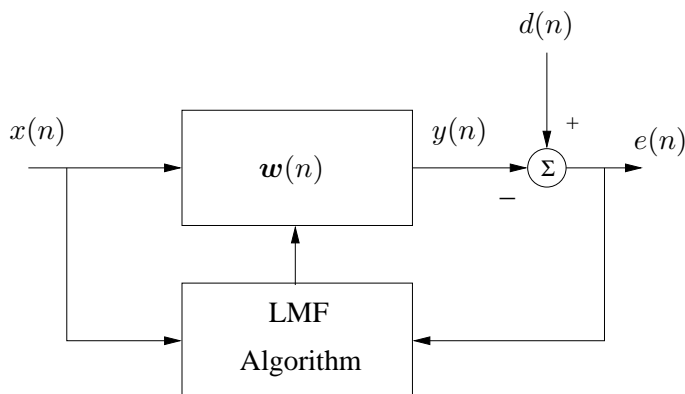 d(n)
x(n)
y(n)
+
e(n)
w(n)
Σ
−
LMF
Algorithm